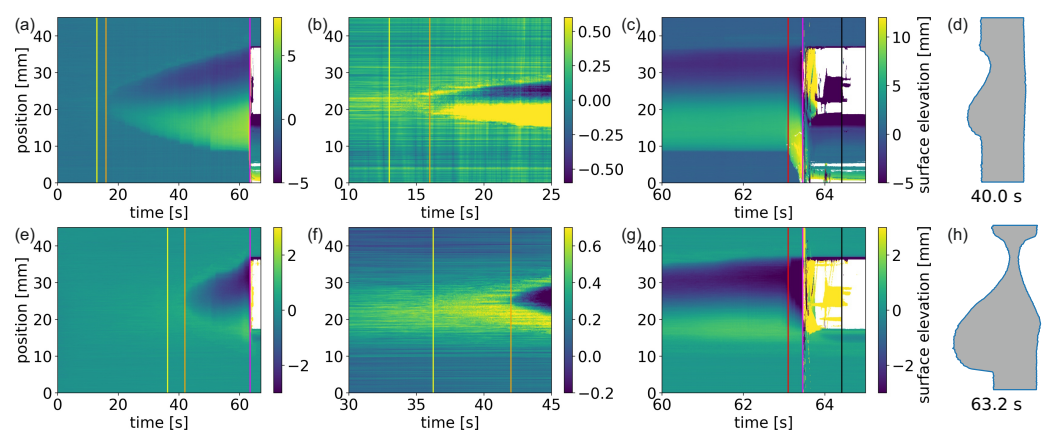 (a)
position [mm]
40
30
20
10
0
0 20 40 60
time [s]
5
0
−5
(b)
40
30
20
10
0
10 15 20 25
time [s]
0.50
0.25
0.00
−0.25
−0.50
(c)
40
30
20
10
0
60 62 64
time [s]
10
5
0
−5
surface elevation [mm]
(d)
40.0 s
(e)
position [mm]
40
30
20
10
0
0 20 40 60
time [s]
2
0
−2
(f)
40
30
20
10
0
30 35 40 45
time [s]
0.6
0.4
0.2
0.0
−0.2
(g)
40
30
20
10
0
60 62 64
time [s]
2
0
−2
surface elevation [mm]
(h)
63.2 s